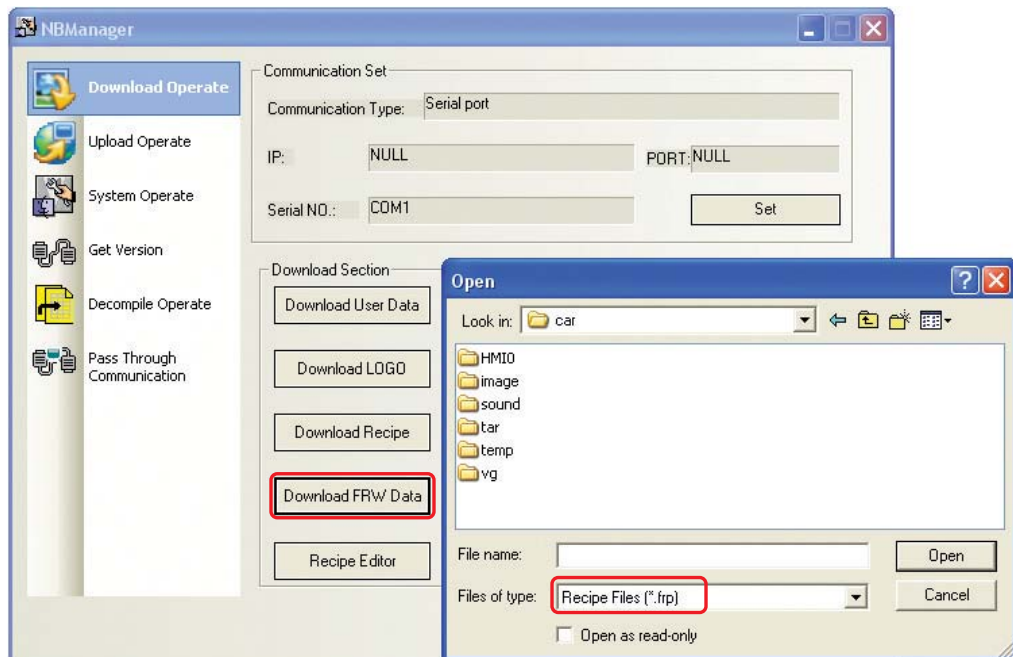 NBManager
Download Operate
Upload Operate
System Operate
Get Version
Decompile Operate
Pass Through
Communication
Communication Set
Communication Type: Serial port
IP: NULL PORT: NULL
Serial NO.: COM1 Set
Download Section
Download User Data
Download LOGO
Download Recipe
Download FRW Data
Recipe Editor
Open
Look in: car
HMI0
image
sound
tar
temp
vg
File name: Open
Files of type: Recipe Files (*.frp) Cancel
Open as read-only